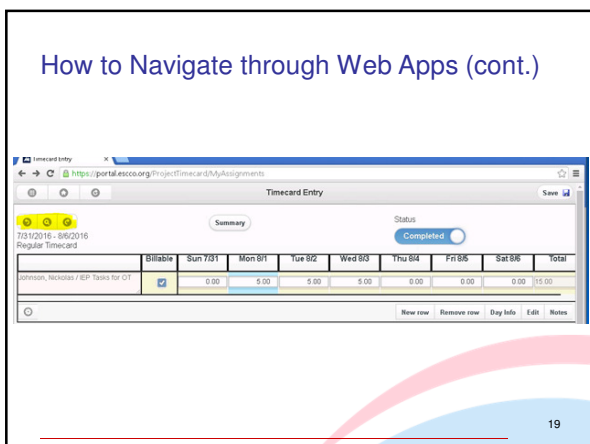 How to Navigate through Web Apps (cont.)
Timecard Entry
https://portal.escco.org/ProjectTimecard/MyAssignments
Timecard Entry Save
Summary Status
Completed
7/31/2016 - 8/6/2016
Regular Timecard
Billable Sun 7/31 Mon 8/1 Tue 8/2 Wed 8/3 Thu 8/4 Fri 8/5 Sat 8/6 Total
Johnson, Nickolas / IEP Tasks for OT 0.00 5.00 5.00 5.00 0.00 0.00 0.00 15.00
New row Remove row Day Info Edit Notes
19